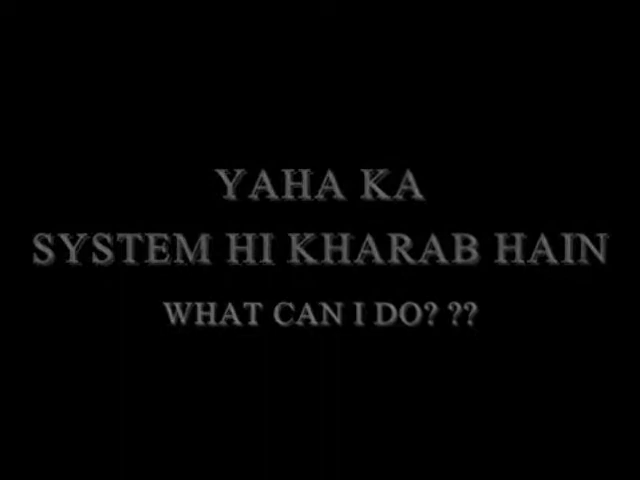 YAHA KA
SYSTEM HI KHARAB HAIN
WHAT CAN I DO? ??